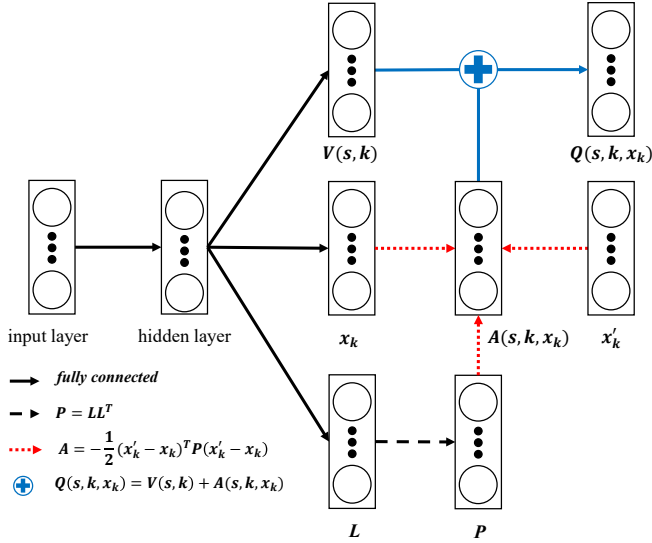 V(s, k)
Q(s, k, x_k)
input layer
hidden layer
x_k
A(s, k, x_k)
x'_k
fully connected
P = LL^T
A = -\frac{1}{2}(x'_k - x_k)^T P(x'_k - x_k)
Q(s, k, x_k) = V(s, k) + A(s, k, x_k)
L
P